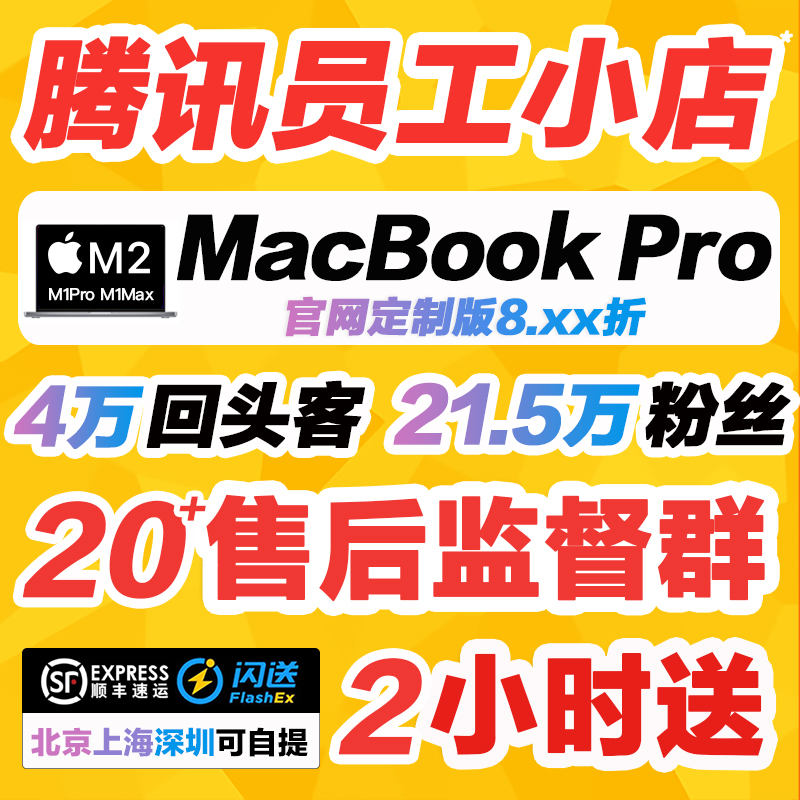 腾讯员工小店*
M2 MacBook Pro
M1Pro M1Max
官网定制版8.xx折
4万回头客 21.5万粉丝
20+售后监督群
SF EXPRESS
顺丰速运
闪送
FlashEx
北京上海深圳可自提
2小时送